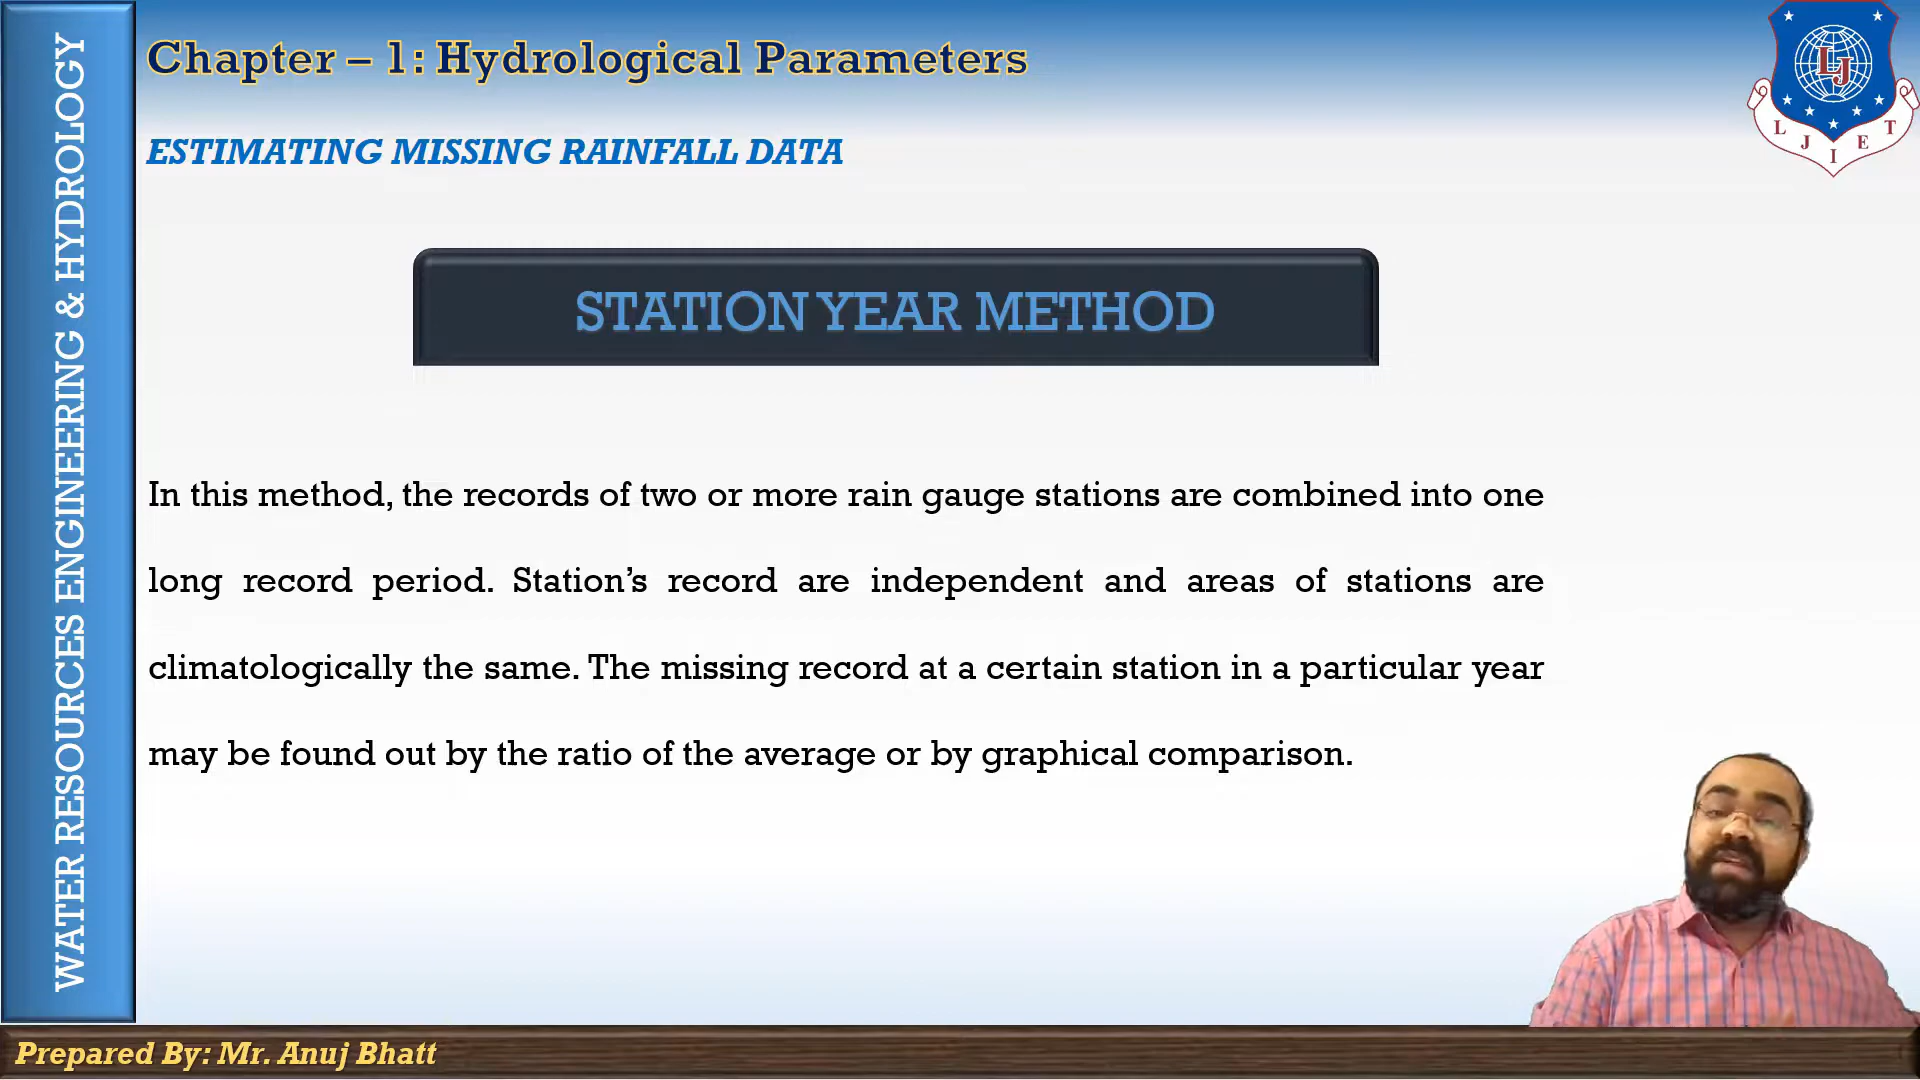 WATER RESOURCES ENGINEERING & HYDROLOGY
Chapter – 1: Hydrological Parameters
ESTIMATING MISSING RAINFALL DATA
LJ
L J I E T
STATION YEAR METHOD
In this method, the records of two or more rain gauge stations are combined into one
long record period. Station’s record are independent and areas of stations are
climatologically the same. The missing record at a certain station in a particular year
may be found out by the ratio of the average or by graphical comparison.
Prepared By: Mr. Anuj Bhatt